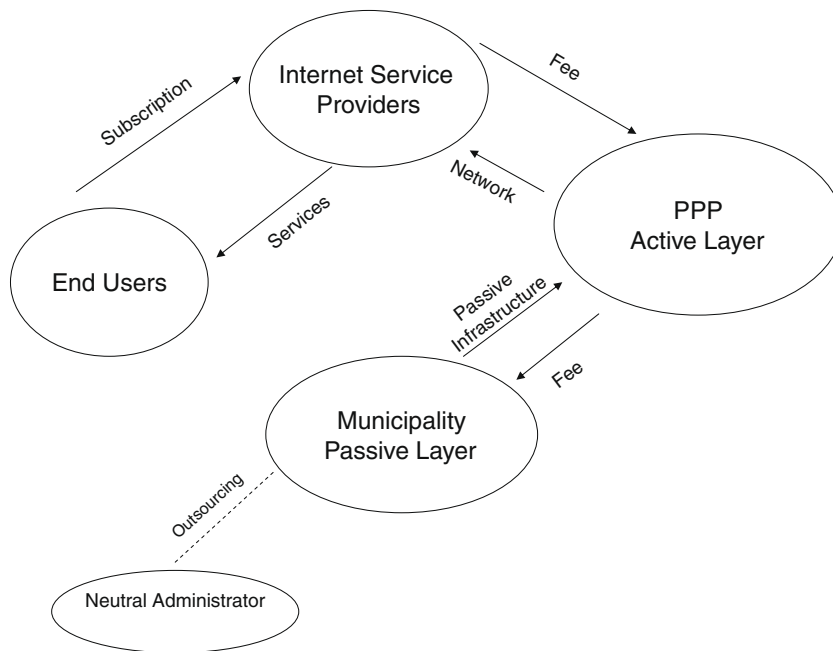 Internet Service
Providers
Fee
Subscription
Network
PPP
Active Layer
Services
End Users
Passive
Infrastructure
Fee
Municipality
Passive Layer
Outsourcing
Neutral Administrator